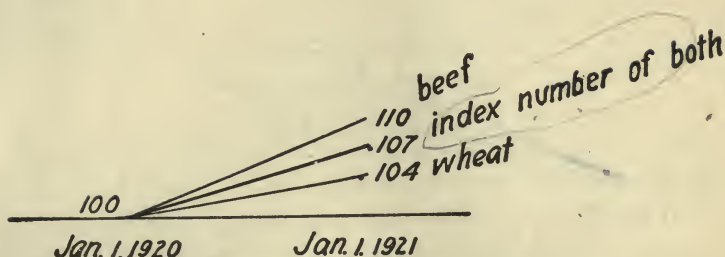 beef
110 index number of both
107
104 wheat
100
Jan. 1. 1920 Jan. 1. 1921